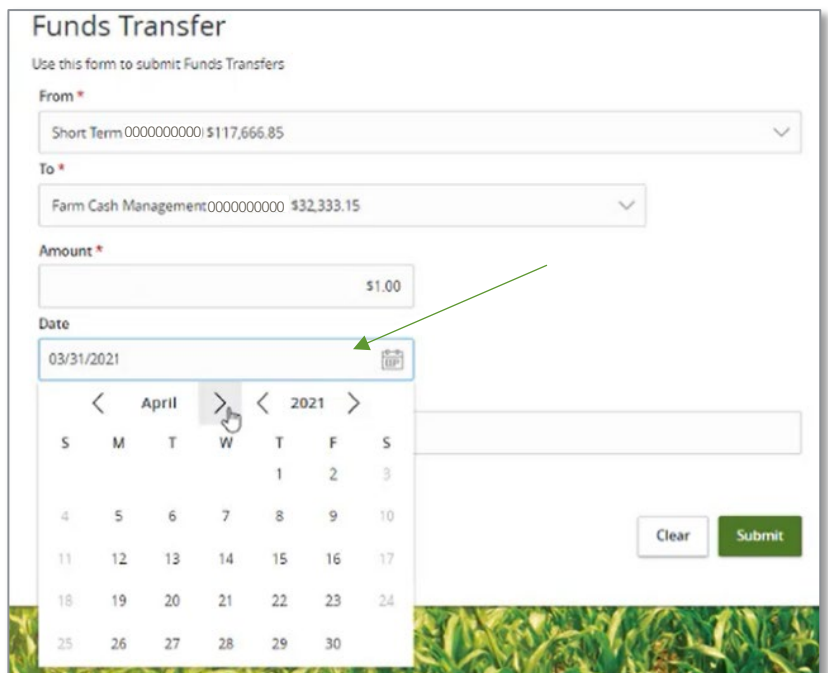 Funds Transfer
Use this form to submit Funds Transfers
From *
Short Term 0000000000 $117,666.85
To *
Farm Cash Management 0000000000 $32,333.15
Amount *
$1.00
Date
03/31/2021
April 2021
S M T W T F S
1 2 3
4 5 6 7 8 9 10
11 12 13 14 15 16 17
18 19 20 21 22 23 24
25 26 27 28 29 30
Clear Submit